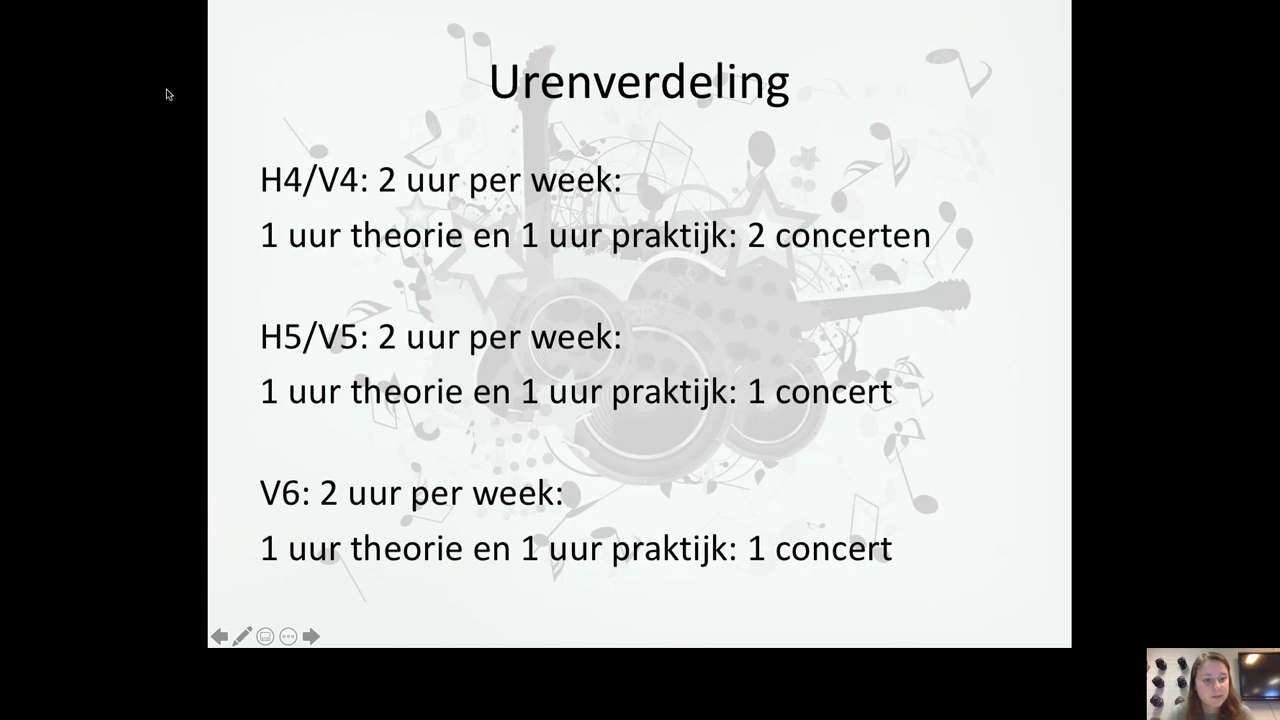 Urenverdeling
H4/V4: 2 uur per week:
1 uur theorie en 1 uur praktijk: 2 concerten
H5/V5: 2 uur per week:
1 uur theorie en 1 uur praktijk: 1 concert
V6: 2 uur per week:
1 uur theorie en 1 uur praktijk: 1 concert